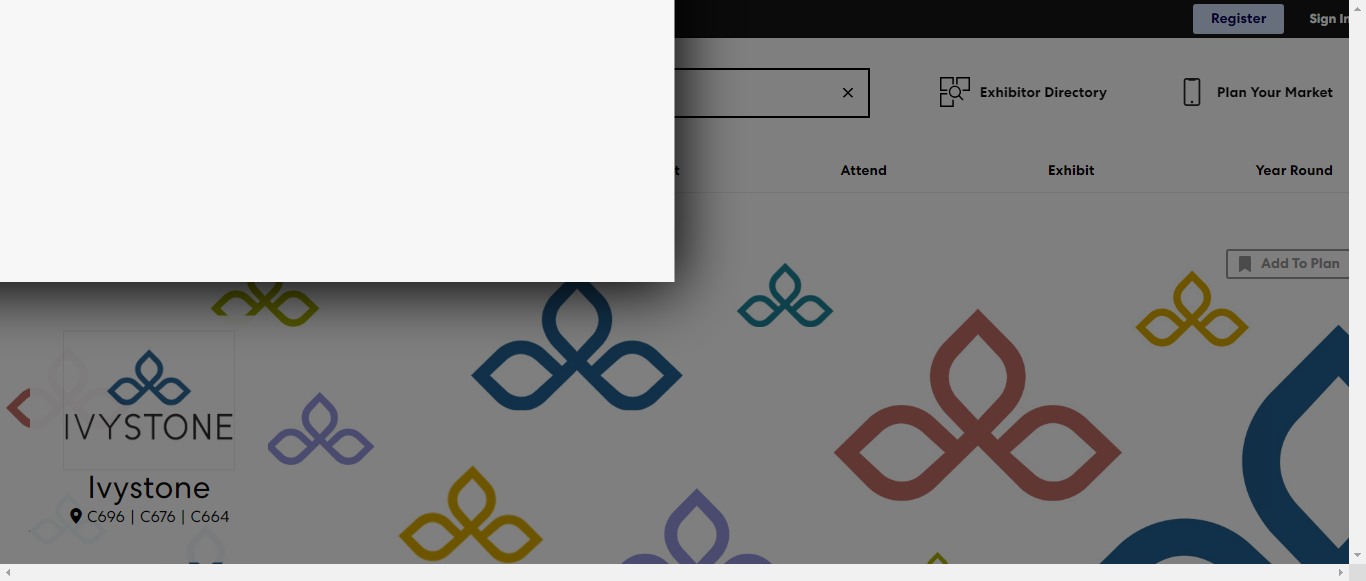 Register
Sign In
Exhibitor Directory
Plan Your Market
Attend
Exhibit
Year Round
Add To Plan
IVYSTONE
Ivystone
C696 | C676 | C664